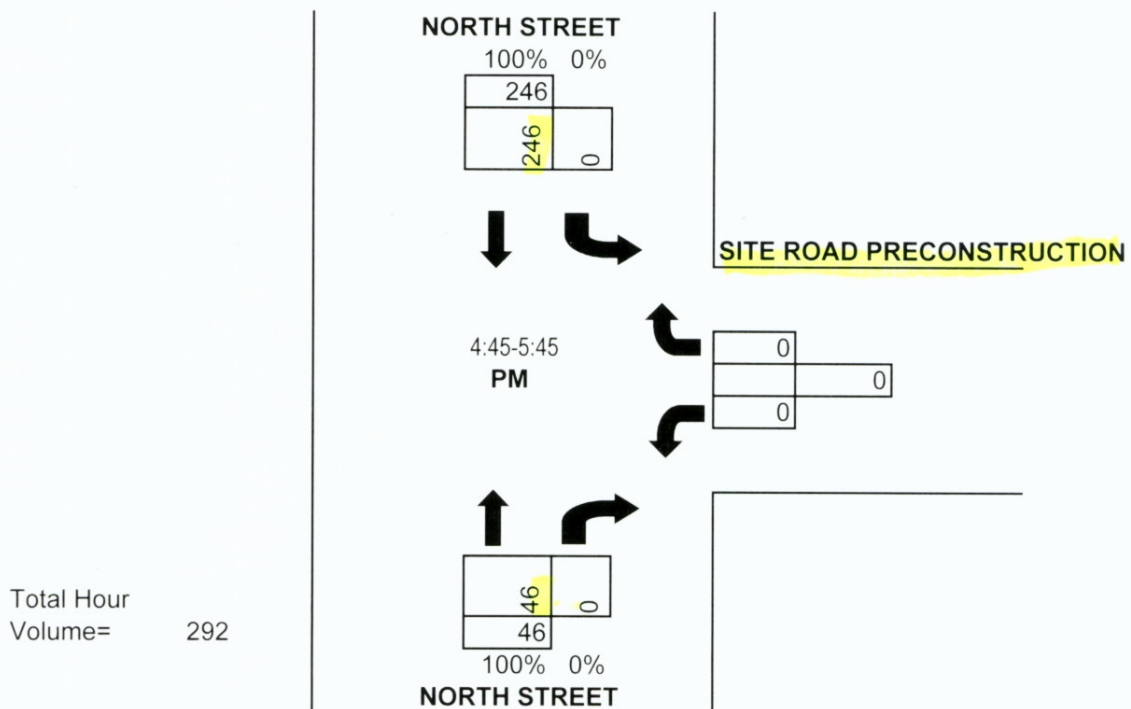 NORTH STREET
100% 0%
246
246 0
SITE ROAD PRECONSTRUCTION
4:45-5:45
PM
0
0
0
46 0
46
100% 0%
NORTH STREET
Total Hour
Volume= 292